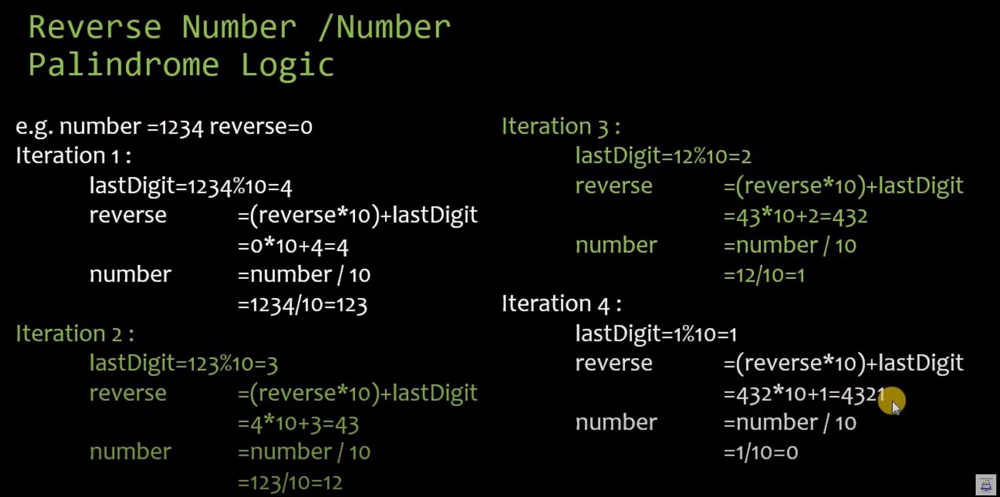 Reverse Number /Number
Palindrome Logic
e.g. number =1234 reverse=0
Iteration 1 :
lastDigit=1234%10=4
reverse =(reverse*10)+lastDigit
=0*10+4=4
number =number / 10
=1234/10=123
Iteration 2 :
lastDigit=123%10=3
reverse =(reverse*10)+lastDigit
=4*10+3=43
number =number / 10
=123/10=12
Iteration 3 :
lastDigit=12%10=2
reverse =(reverse*10)+lastDigit
=43*10+2=432
number =number / 10
=12/10=1
Iteration 4 :
lastDigit=1%10=1
reverse =(reverse*10)+lastDigit
=432*10+1=4321
number =number / 10
=1/10=0